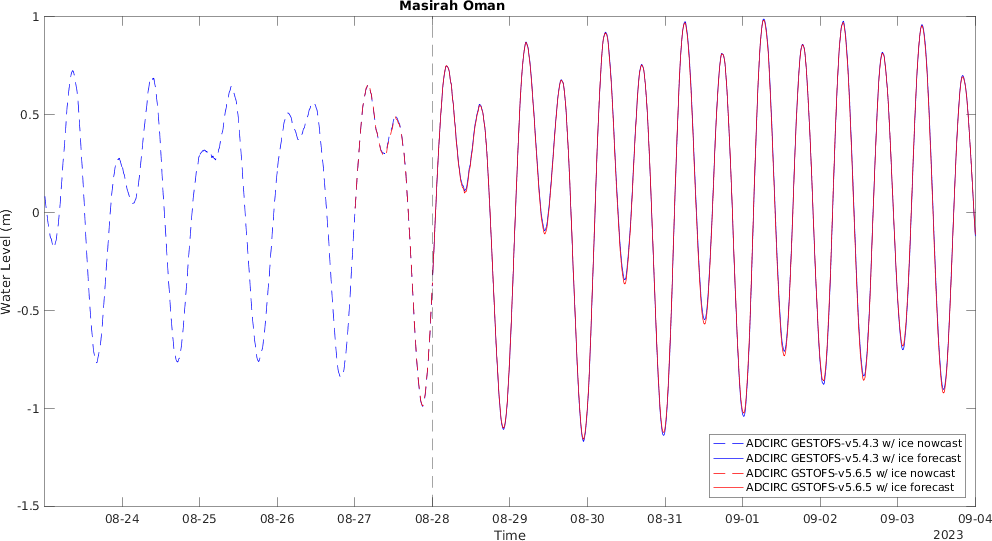 Masirah Oman
1
0.5
0
-0.5
-1
-1.5
Water Level (m)
ADCIRC GESTOFS-v5.4.3 w/ ice nowcast
ADCIRC GESTOFS-v5.4.3 w/ ice forecast
ADCIRC GSTOFS-v5.6.5 w/ ice nowcast
ADCIRC GSTOFS-v5.6.5 w/ ice forecast
08-24 08-25 08-26 08-27 08-28 08-29 08-30 08-31 09-01 09-02 09-03 09-04
Time
2023